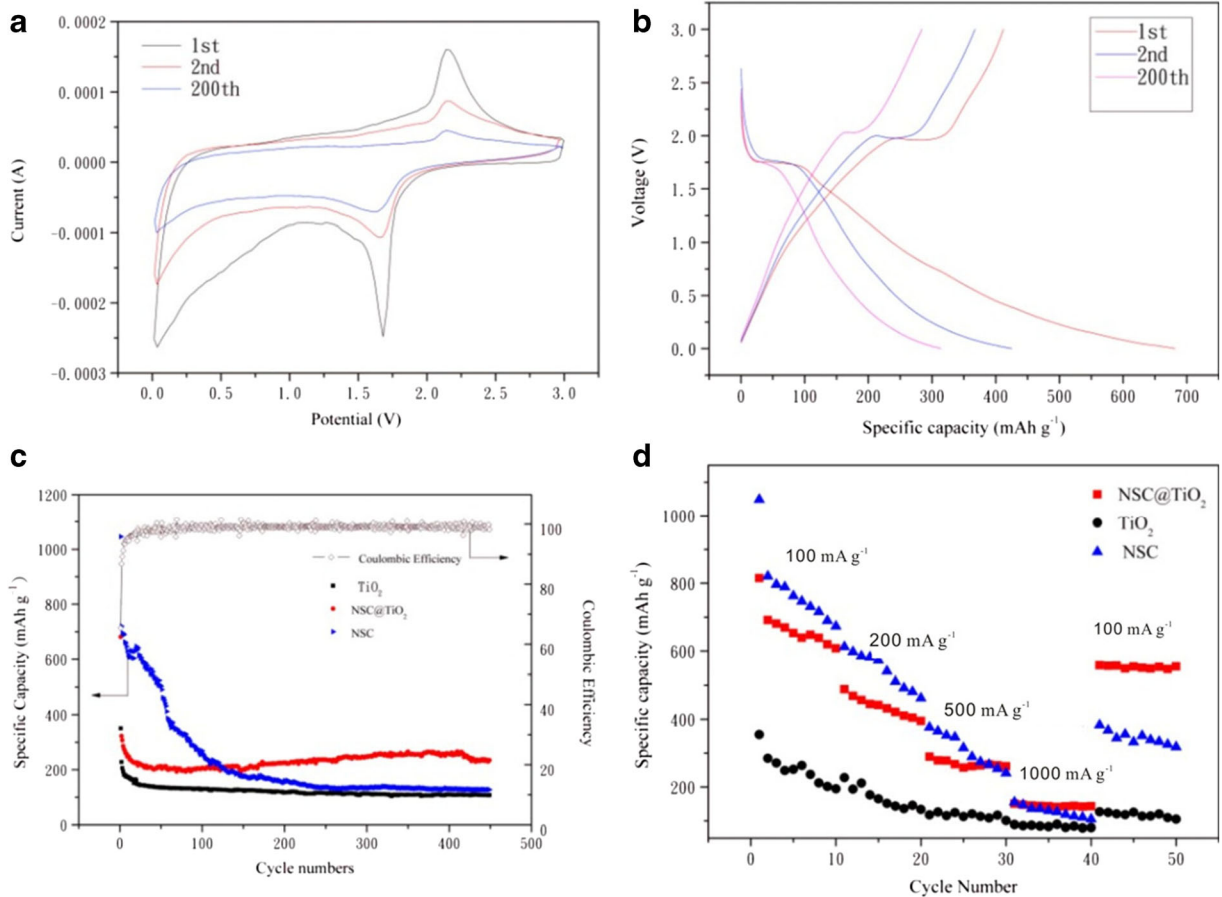 a
0.0002
0.0001
0.0000
-0.0001
-0.0002
-0.0003
Current (A)
1st
2nd
200th
0.0 0.5 1.0 1.5 2.0 2.5 3.0
Potential (V)
b
3.0
2.5
2.0
1.5
1.0
0.5
0.0
Voltage (V)
1st
2nd
200th
0 100 200 300 400 500 600 700
Specific capacity (mAh g⁻¹)
c
1200
1000
800
600
400
200
0
Specific Capacity (mAh g⁻¹)
Coulombic Efficiency
TiO₂
NSC@TiO₂
NSC
100
80
60
40
20
0
Coulombic Efficiency
0 100 200 300 400 500
Cycle numbers
d
1000
800
600
400
200
Specific capacity (mAh g⁻¹)
NSC@TiO₂
TiO₂
NSC
100 mA g⁻¹
200 mA g⁻¹
500 mA g⁻¹
1000 mA g⁻¹
100 mA g⁻¹
0 10 20 30 40 50
Cycle Number